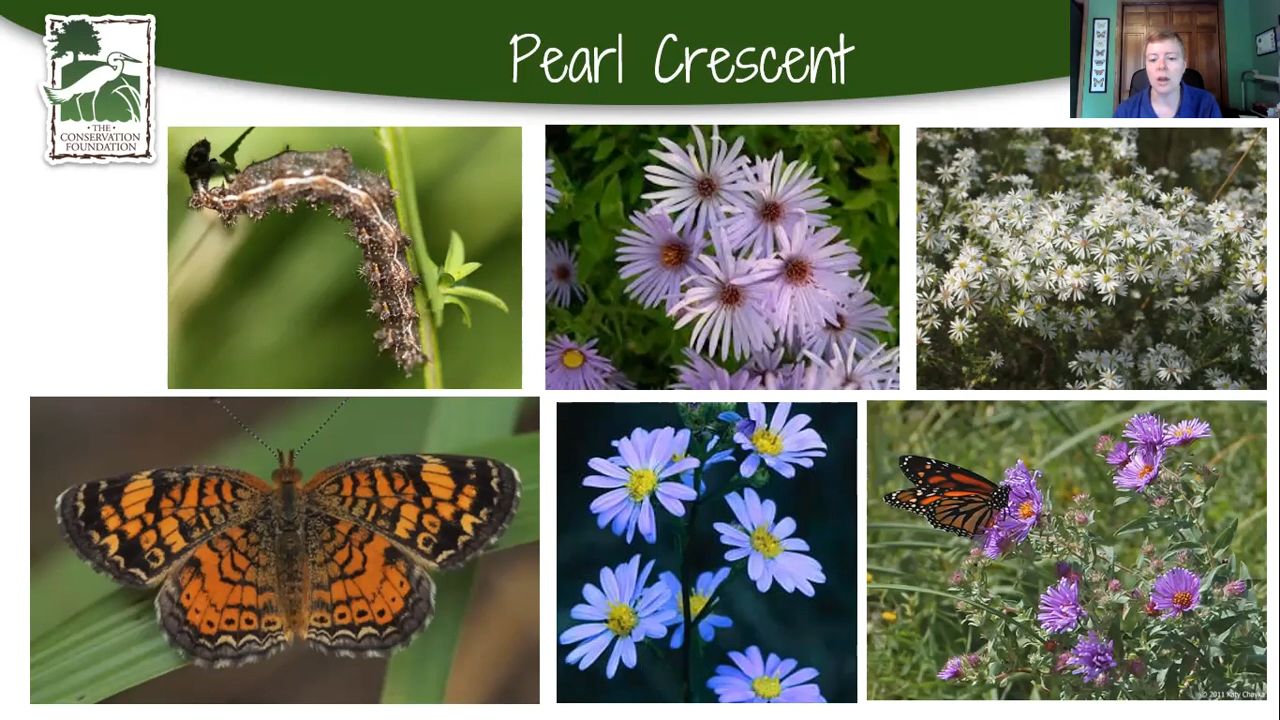 Pearl Crescent
• THE •
CONSERVATION
FOUNDATION
© 2011 Katy Chayka